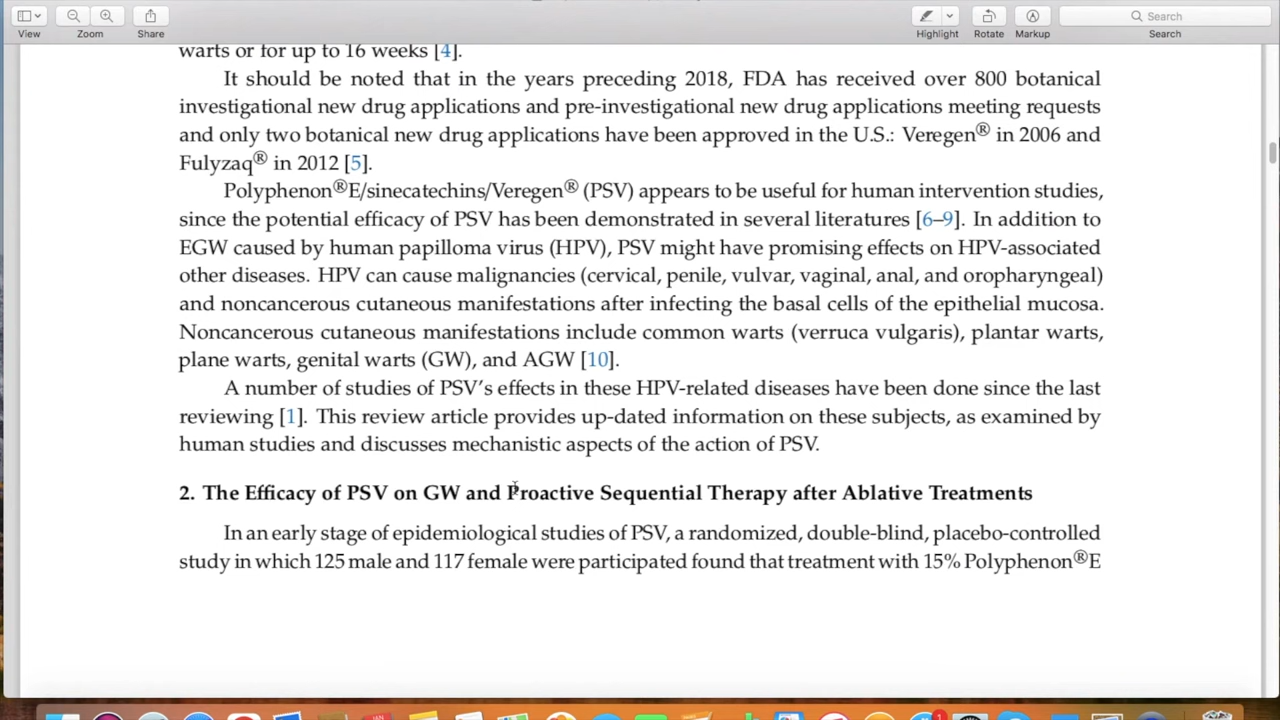 View
Zoom
Share
Highlight
Rotate
Markup
Search
Search
warts or for up to 16 weeks [4].
It should be noted that in the years preceding 2018, FDA has received over 800 botanical
investigational new drug applications and pre-investigational new drug applications meeting requests
and only two botanical new drug applications have been approved in the U.S.: Veregen® in 2006 and
Fulyzaq® in 2012 [5].
Polyphenon®E/sinecatechins/Veregen® (PSV) appears to be useful for human intervention studies,
since the potential efficacy of PSV has been demonstrated in several literatures [6–9]. In addition to
EGW caused by human papilloma virus (HPV), PSV might have promising effects on HPV-associated
other diseases. HPV can cause malignancies (cervical, penile, vulvar, vaginal, anal, and oropharyngeal)
and noncancerous cutaneous manifestations after infecting the basal cells of the epithelial mucosa.
Noncancerous cutaneous manifestations include common warts (verruca vulgaris), plantar warts,
plane warts, genital warts (GW), and AGW [10].
A number of studies of PSV's effects in these HPV-related diseases have been done since the last
reviewing [1]. This review article provides up-dated information on these subjects, as examined by
human studies and discusses mechanistic aspects of the action of PSV.
2. The Efficacy of PSV on GW and Proactive Sequential Therapy after Ablative Treatments
In an early stage of epidemiological studies of PSV, a randomized, double-blind, placebo-controlled
study in which 125 male and 117 female were participated found that treatment with 15% Polyphenon®E
JAN
1